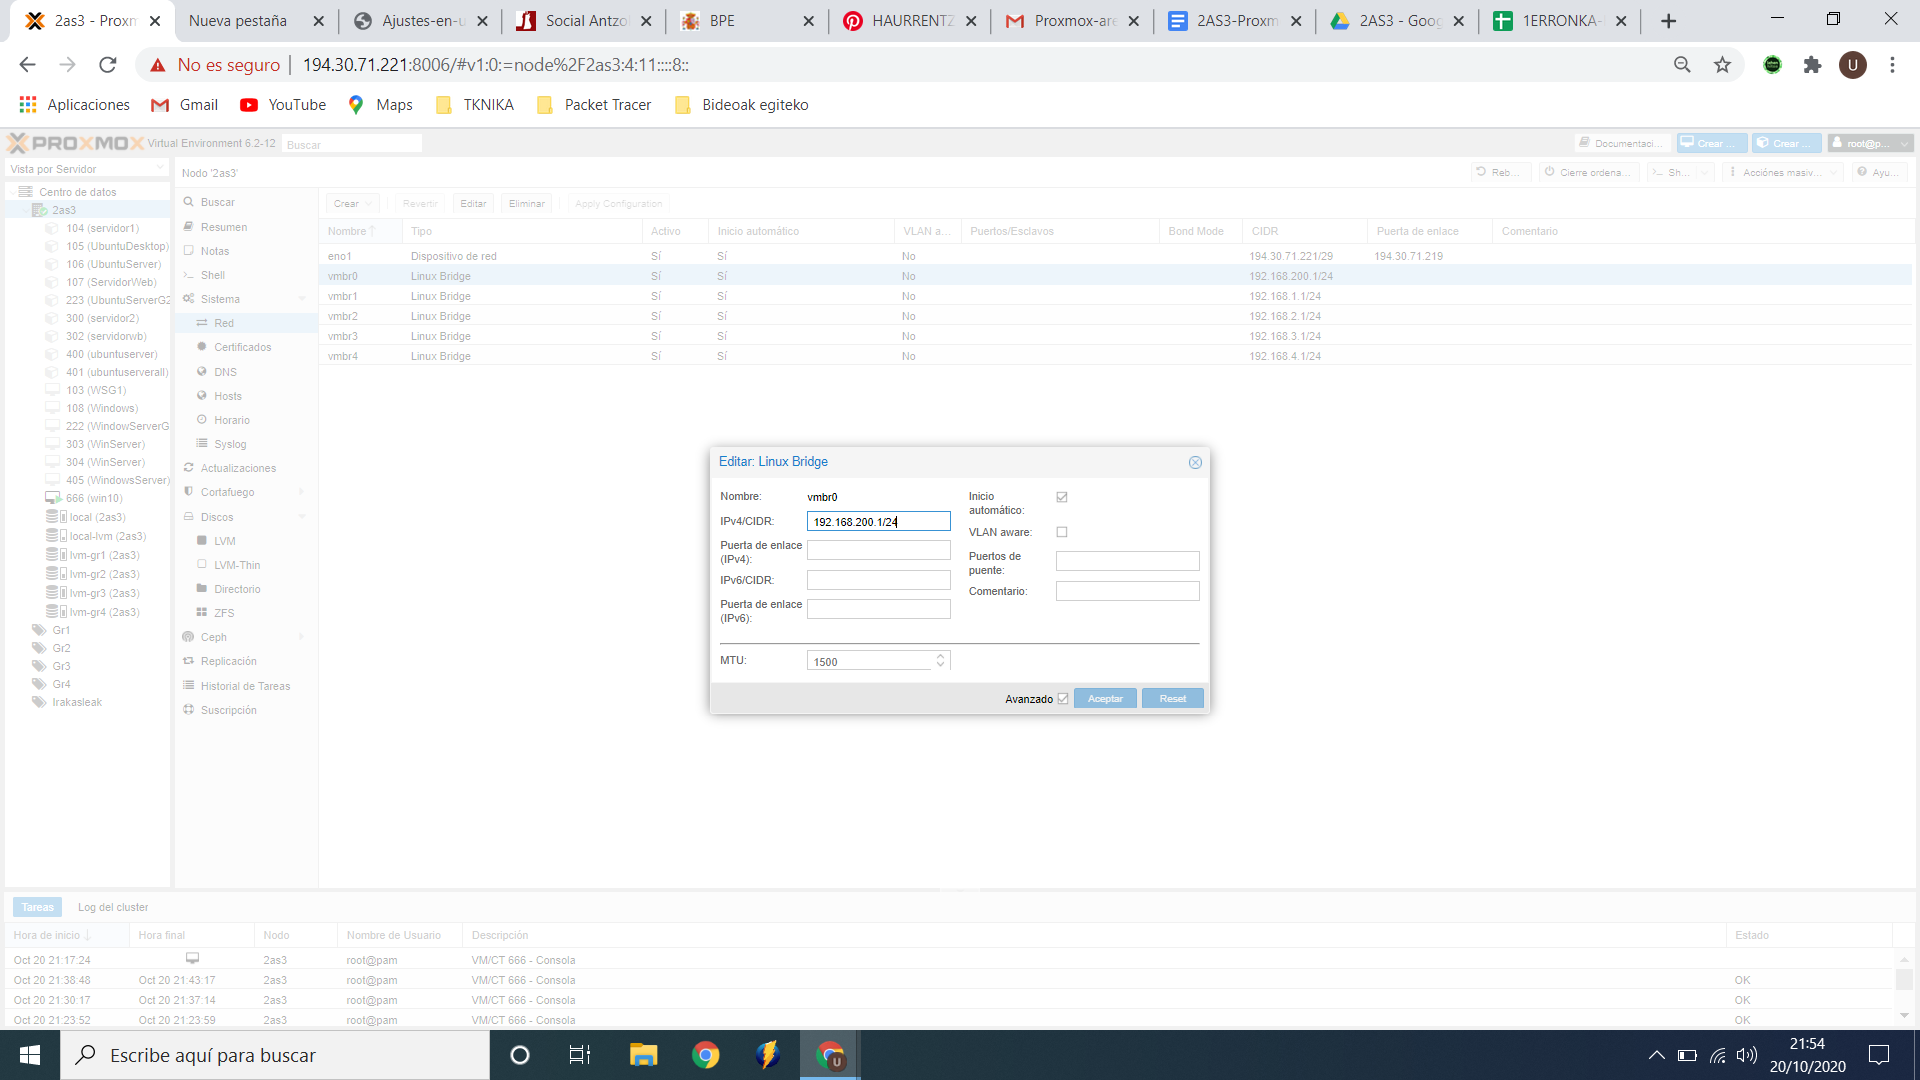 2as3 - Proxm
Nueva pestaña
Ajustes-en-u
Social Antzo
BPE
HAURRENTZ
Proxmox-are
2AS3-Proxm
2AS3 - Goog
1ERRONKA-
No es seguro
194.30.71.221:8006/#v1:0:=node%2F2as3:4:11::::8::
U
Aplicaciones
Gmail
YouTube
Maps
TKNIKA
Packet Tracer
Bideoak egiteko
PROXMOX Virtual Environment 6.2-12
Buscar
Documentaci...
Crear ...
Crear ...
root@p...
Vista por Servidor
Nodo '2as3'
Reb...
Cierre ordena...
Sh...
Acciónes masiv...
Ayu...
Centro de datos
2as3
104 (servidor1)
105 (UbuntuDesktop)
106 (UbuntuServer)
107 (ServidorWeb)
223 (UbuntuServerG2
300 (servidor2)
302 (servidorwb)
400 (ubuntuserver)
401 (ubuntuserverall)
103 (WSG1)
108 (Windows)
222 (WindowServerG
303 (WinServer)
304 (WinServer)
405 (WindowsServer)
666 (win10)
local (2as3)
local-lvm (2as3)
lvm-gr1 (2as3)
lvm-gr2 (2as3)
lvm-gr3 (2as3)
lvm-gr4 (2as3)
Gr1
Gr2
Gr3
Gr4
Irakasleak
Buscar
Resumen
Notas
Shell
Sistema
Red
Certificados
DNS
Hosts
Horario
Syslog
Actualizaciones
Cortafuego
Discos
LVM
LVM-Thin
Directorio
ZFS
Ceph
Replicación
Historial de Tareas
Suscripción
Crear
Revertir
Editar
Eliminar
Apply Configuration
Nombre Tipo Activo Inicio automático VLAN a... Puertos/Esclavos Bond Mode CIDR Puerta de enlace Comentario
eno1 Dispositivo de red Sí Sí No 194.30.71.221/29 194.30.71.219
vmbr0 Linux Bridge Sí Sí No 192.168.200.1/24
vmbr1 Linux Bridge Sí Sí No 192.168.1.1/24
vmbr2 Linux Bridge Sí Sí No 192.168.2.1/24
vmbr3 Linux Bridge Sí Sí No 192.168.3.1/24
vmbr4 Linux Bridge Sí Sí No 192.168.4.1/24
Editar: Linux Bridge
Nombre: vmbr0
IPv4/CIDR: 192.168.200.1/24
Puerta de enlace
(IPv4):
IPv6/CIDR:
Puerta de enlace
(IPv6):
Inicio
automático:
VLAN aware:
Puertos de
puente:
Comentario:
MTU: 1500
Avanzado
Aceptar
Reset
Tareas
Log del cluster
Hora de inicio Hora final Nodo Nombre de Usuario Descripción Estado
Oct 20 21:17:24 2as3 root@pam VM/CT 666 - Consola
Oct 20 21:38:48 Oct 20 21:43:17 2as3 root@pam VM/CT 666 - Consola OK
Oct 20 21:30:17 Oct 20 21:37:14 2as3 root@pam VM/CT 666 - Consola OK
Oct 20 21:23:52 Oct 20 21:23:59 2as3 root@pam VM/CT 666 - Consola OK
Escribe aquí para buscar
U
21:54
20/10/2020